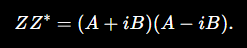 ZZ* = (A + iB)(A − iB).